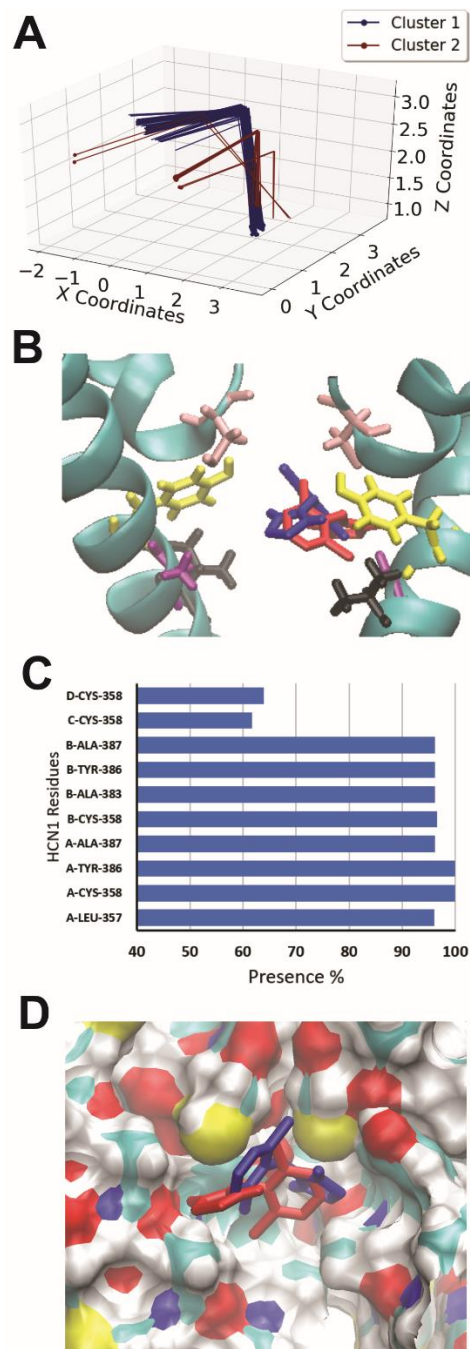 A
Cluster 1
Cluster 2
3.0
2.5
2.0
1.5
1.0
Z Coordinates
-2
-1
0
1
2
3
X Coordinates
0
1
2
3
Y Coordinates
B
C
D-CYS-358
C-CYS-358
B-ALA-387
B-TYR-386
B-ALA-383
B-CYS-358
A-ALA-387
A-TYR-386
A-CYS-358
A-LEU-357
HCN1 Residues
40 50 60 70 80 90 100
Presence %
D